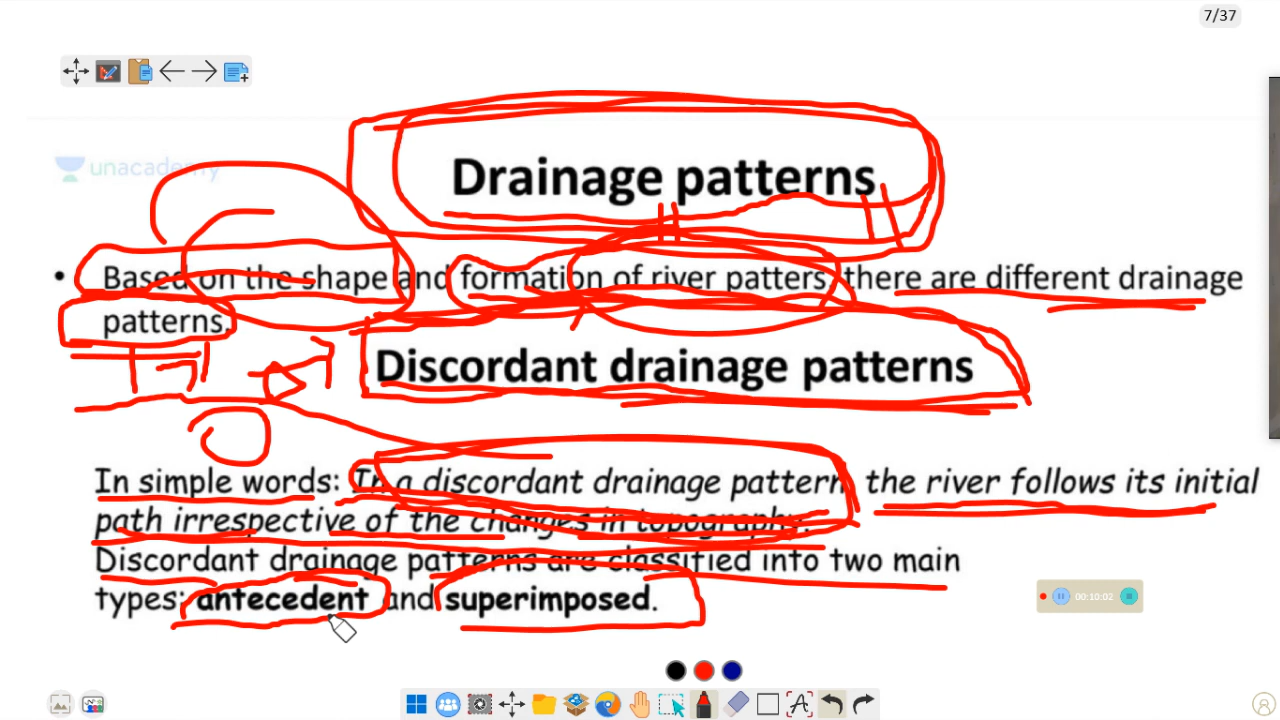 7/37
unacademy
Drainage patterns
• Based on the shape and formation of river patters, there are different drainage
patterns.
Discordant drainage patterns
In simple words: In a discordant drainage pattern, the river follows its initial
path irrespective of the changes in topography.
Discordant drainage patterns are classified into two main
types: antecedent and superimposed.
00:10:02